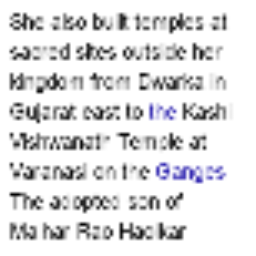 She also built temples at
sacred sites outside her
kingdom from Dwarka in
Gujarat east to the Kashi
Vishwanath Temple at
Varanasi on the Ganges
The adopted son of
Malhar Rao Haolkar